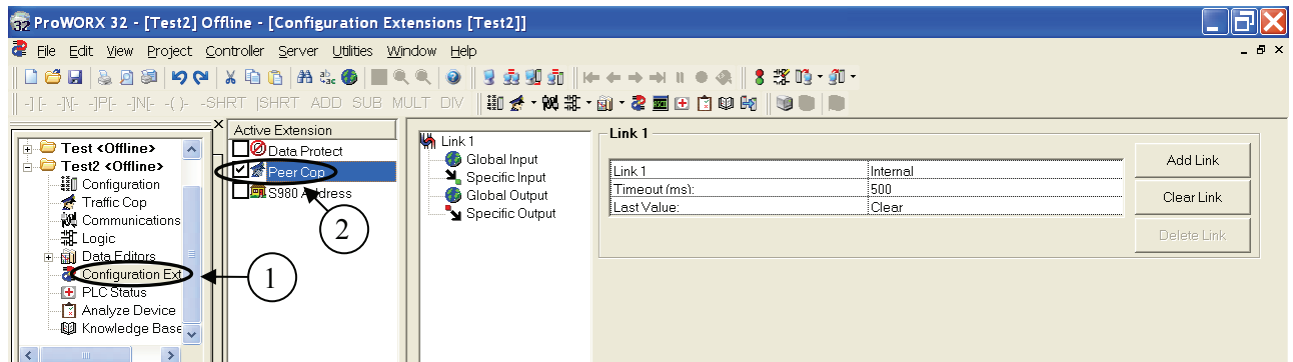 ProWORX 32 - [Test2] Offline - [Configuration Extensions [Test2]]
File Edit View Project Controller Server Utilities Window Help
-] [- -]\[- -]P[- -]N[- -( )- -SHRT |SHRT ADD SUB MULT DIV
Test <Offline>
Test2 <Offline>
Configuration
Traffic Cop
Communications
Logic
Data Editors
Configuration Ext
PLC Status
Analyze Device
Knowledge Base
1
Active Extension
Data Protect
Peer Cop
S980 Address
2
Link 1
Global Input
Specific Input
Global Output
Specific Output
Link 1
Link 1 Internal
Timeout (ms): 500
Last Value: Clear
Add Link
Clear Link
Delete Link